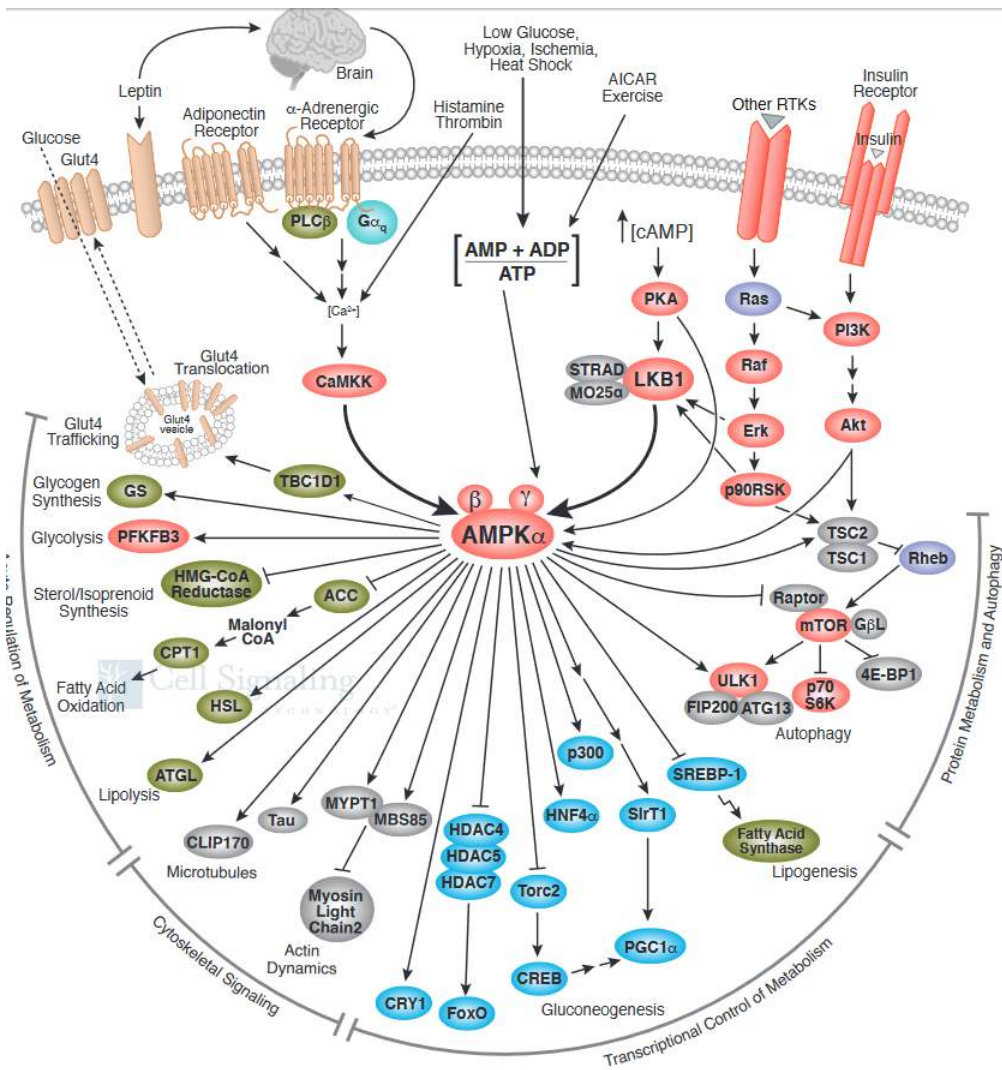 Low Glucose,
Hypoxia, Ischemia,
Heat Shock
Brain
Leptin
AICAR
Exercise
Insulin
Receptor
Adiponectin
Receptor
α-Adrenergic
Receptor
Histamine
Thrombin
Other RTKs
Glucose
Glut4
Insulin
PLCβ
Gαq
AMP + ADP
ATP
[cAMP]
[Ca2+]
PKA
Ras
PI3K
Glut4
Translocation
CaMKK
STRAD
MO25α
LKB1
Raf
Glut4
vesicle
Glut4
Trafficking
Erk
Akt
TBC1D1
p90RSK
Glycogen
Synthesis
GS
β
γ
AMPKα
TSC2
TSC1
Rheb
Glycolysis
PFKFB3
HMG-CoA
Reductase
Sterol/Isoprenoid
Synthesis
ACC
Malonyl
CoA
CPT1
Fatty Acid
Oxidation
Cell Signaling
Raptor
mTOR
GβL
ULK1
FIP200
ATG13
p70
S6K
4E-BP1
Autophagy
HSL
ATGL
Lipolysis
p300
SREBP-1
Tau
MYPT1
MBS85
HNF4α
SirT1
CLIP170
Microtubules
HDAC4
HDAC5
HDAC7
Fatty Acid
Synthase
Lipogenesis
Myosin
Light
Chain2
Actin
Dynamics
Torc2
PGC1α
CREB
Gluconeogenesis
CRY1
FoxO
Regulation of Metabolism
Cytoskeletal Signaling
Transcriptional Control of Metabolism
Protein Metabolism and Autophagy